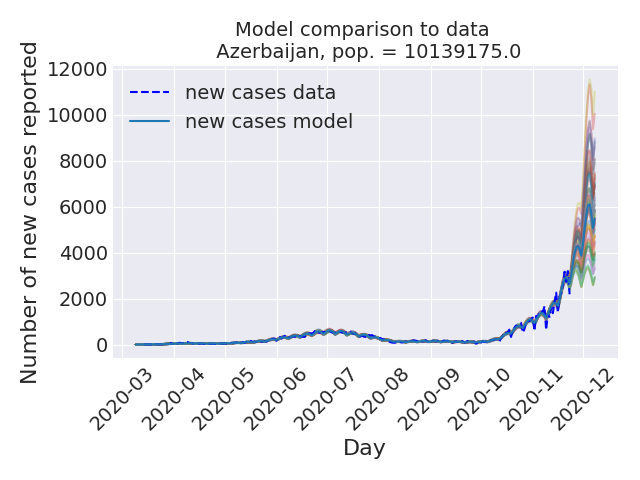 Model comparison to data
Azerbaijan, pop. = 10139175.0
Number of new cases reported
12000
10000
8000
6000
4000
2000
0
new cases data
new cases model
2020-03
2020-04
2020-05
2020-06
2020-07
2020-08
2020-09
2020-10
2020-11
2020-12
Day